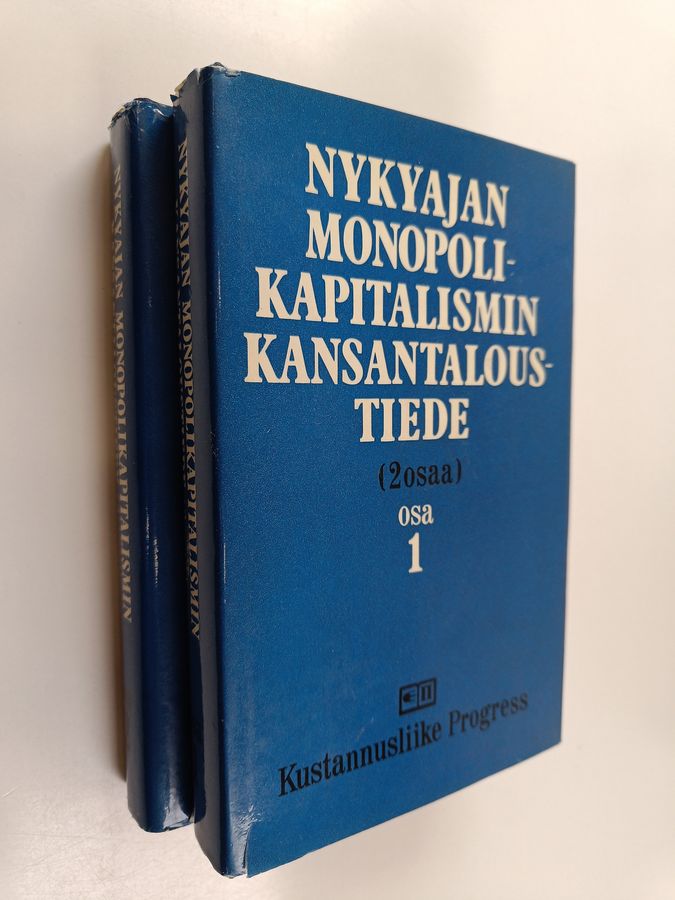 NYKYAJAN
MONOPOLI-
KAPITALISMIN
KANSANTALOUS-
TIEDE
(2osaa)
osa
1
Kustannusliike Progress
NYKYAJAN MONOPOLIKAPITALISMIN
NYKYAJAN MONOPOLIKAPITALISMIN